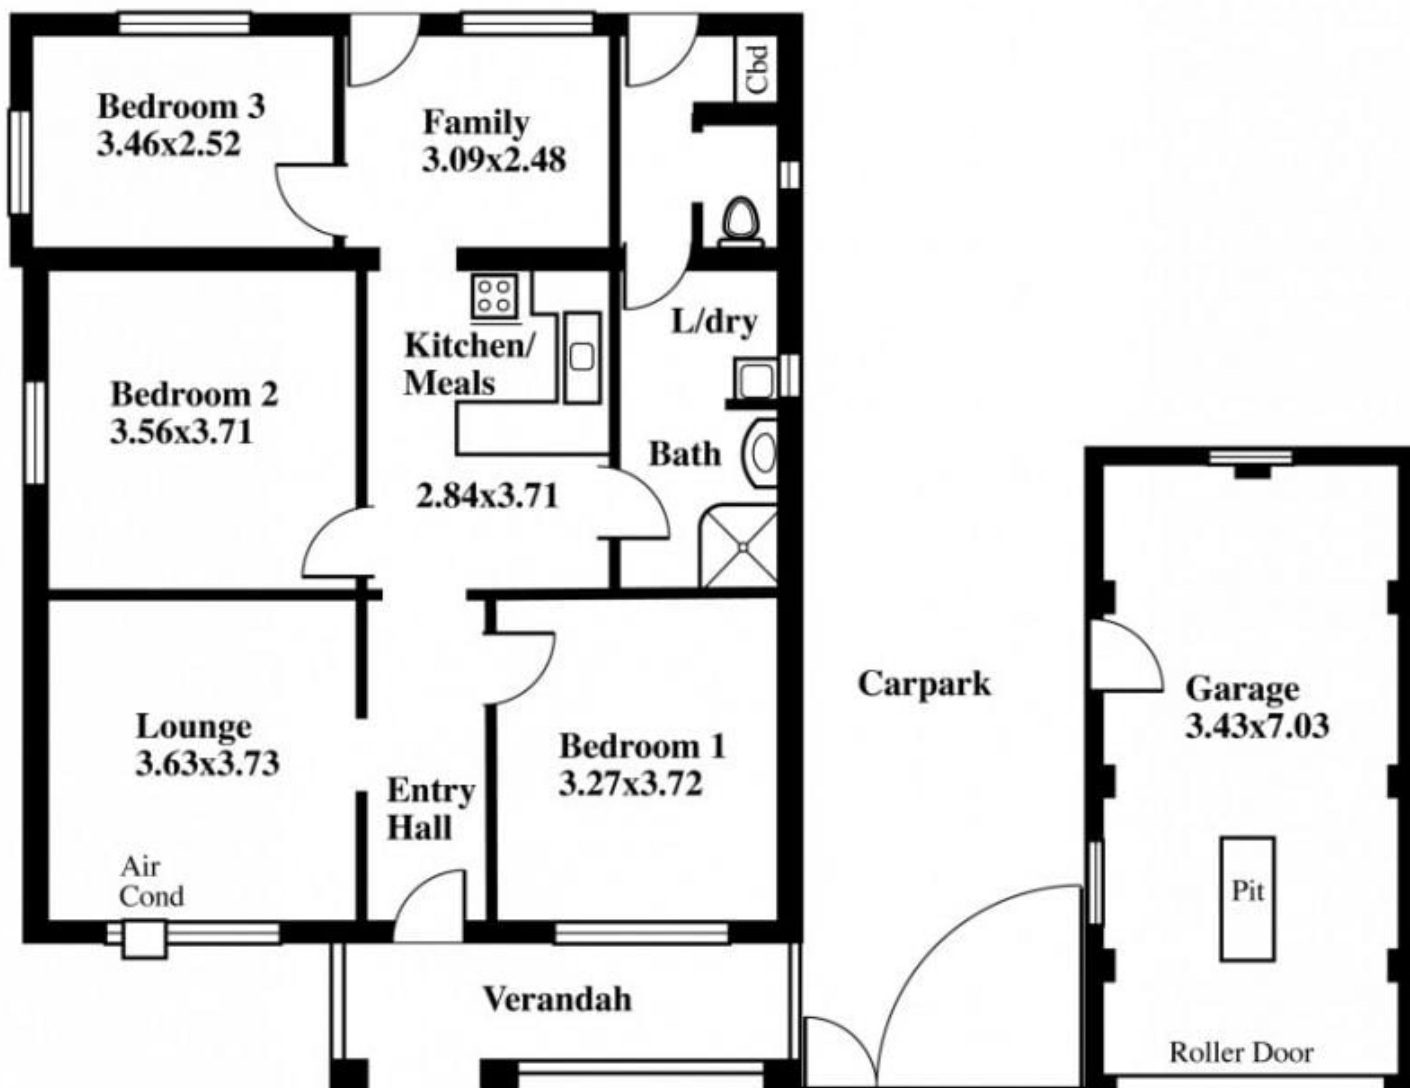 Bedroom 3
3.46x2.52
Family
3.09x2.48
Cbd
Bedroom 2
3.56x3.71
Kitchen/
Meals
2.84x3.71
L/dry
Bath
Lounge
3.63x3.73
Air
Cond
Entry
Hall
Bedroom 1
3.27x3.72
Verandah
Carpark
Garage
3.43x7.03
Pit
Roller Door